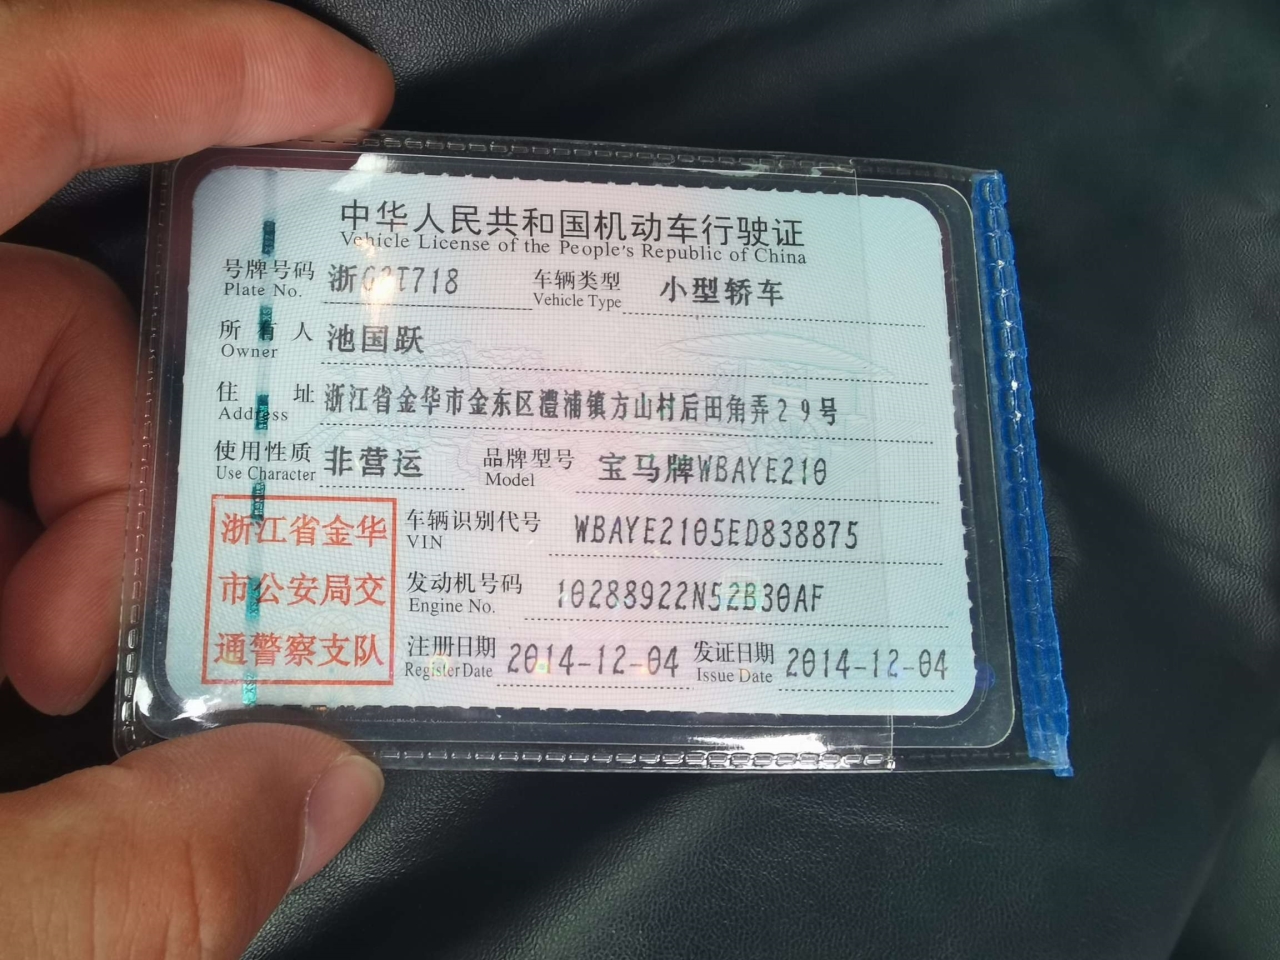 中华人民共和国机动车行驶证
Vehicle License of the People's Republic of China
号牌号码 浙 T718 车辆类型 小型轿车
Plate No. Vehicle Type
所有人 池国跃
Owner
住址 浙江省金华市金东区澧浦镇方山村后田角弄29号
Address
使用性质 非营运 品牌型号 宝马牌WBAYE210
Use Character Model
浙江省金华
市公安局交
通警察支队
车辆识别代号 WBAYE2105ED838875
VIN
发动机号码 10288922N52B30AF
Engine No.
注册日期 2014-12-04 发证日期 2014-12-04
Register Date Issue Date